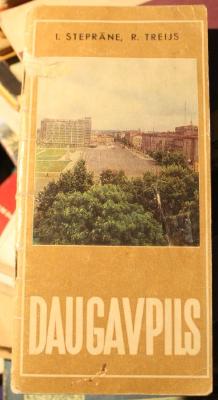 I. STEPRĀNE, R. TREIJS
DAUGAVPILS